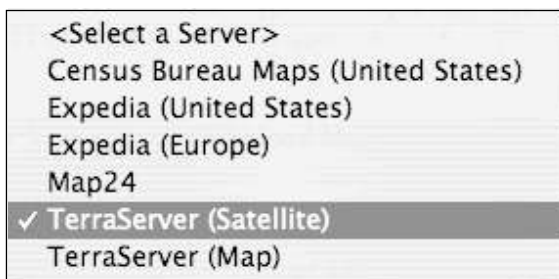 <Select a Server>
Census Bureau Maps (United States)
Expedia (United States)
Expedia (Europe)
Map24
✓ TerraServer (Satellite)
TerraServer (Map)